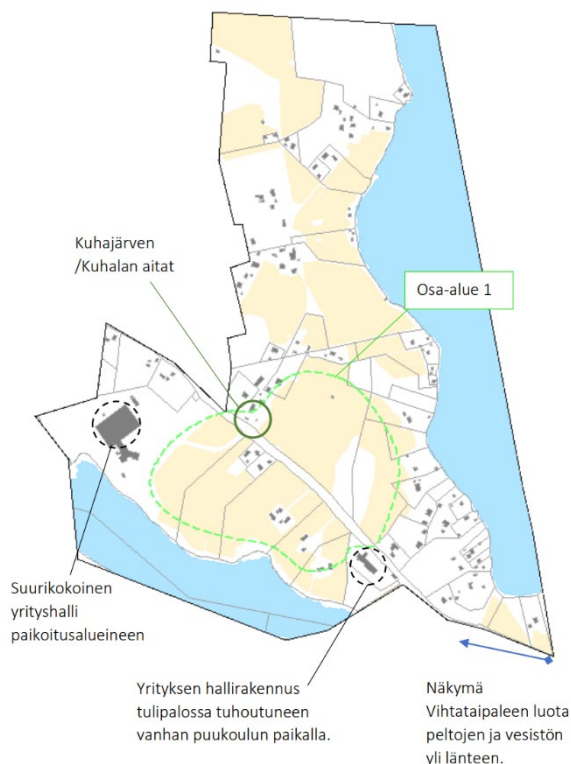 Kuhajärven
/Kuhalan aitat
Osa-alue 1
Suurikokoinen
yrityshalli
paikoitusalueineen
Yrityksen hallirakennus
tulipalossa tuhoutuneen
vanhan puukoulun paikalla.
Näkymä
Vihtataipaleen luota
peltojen ja vesistön
yli länteen.